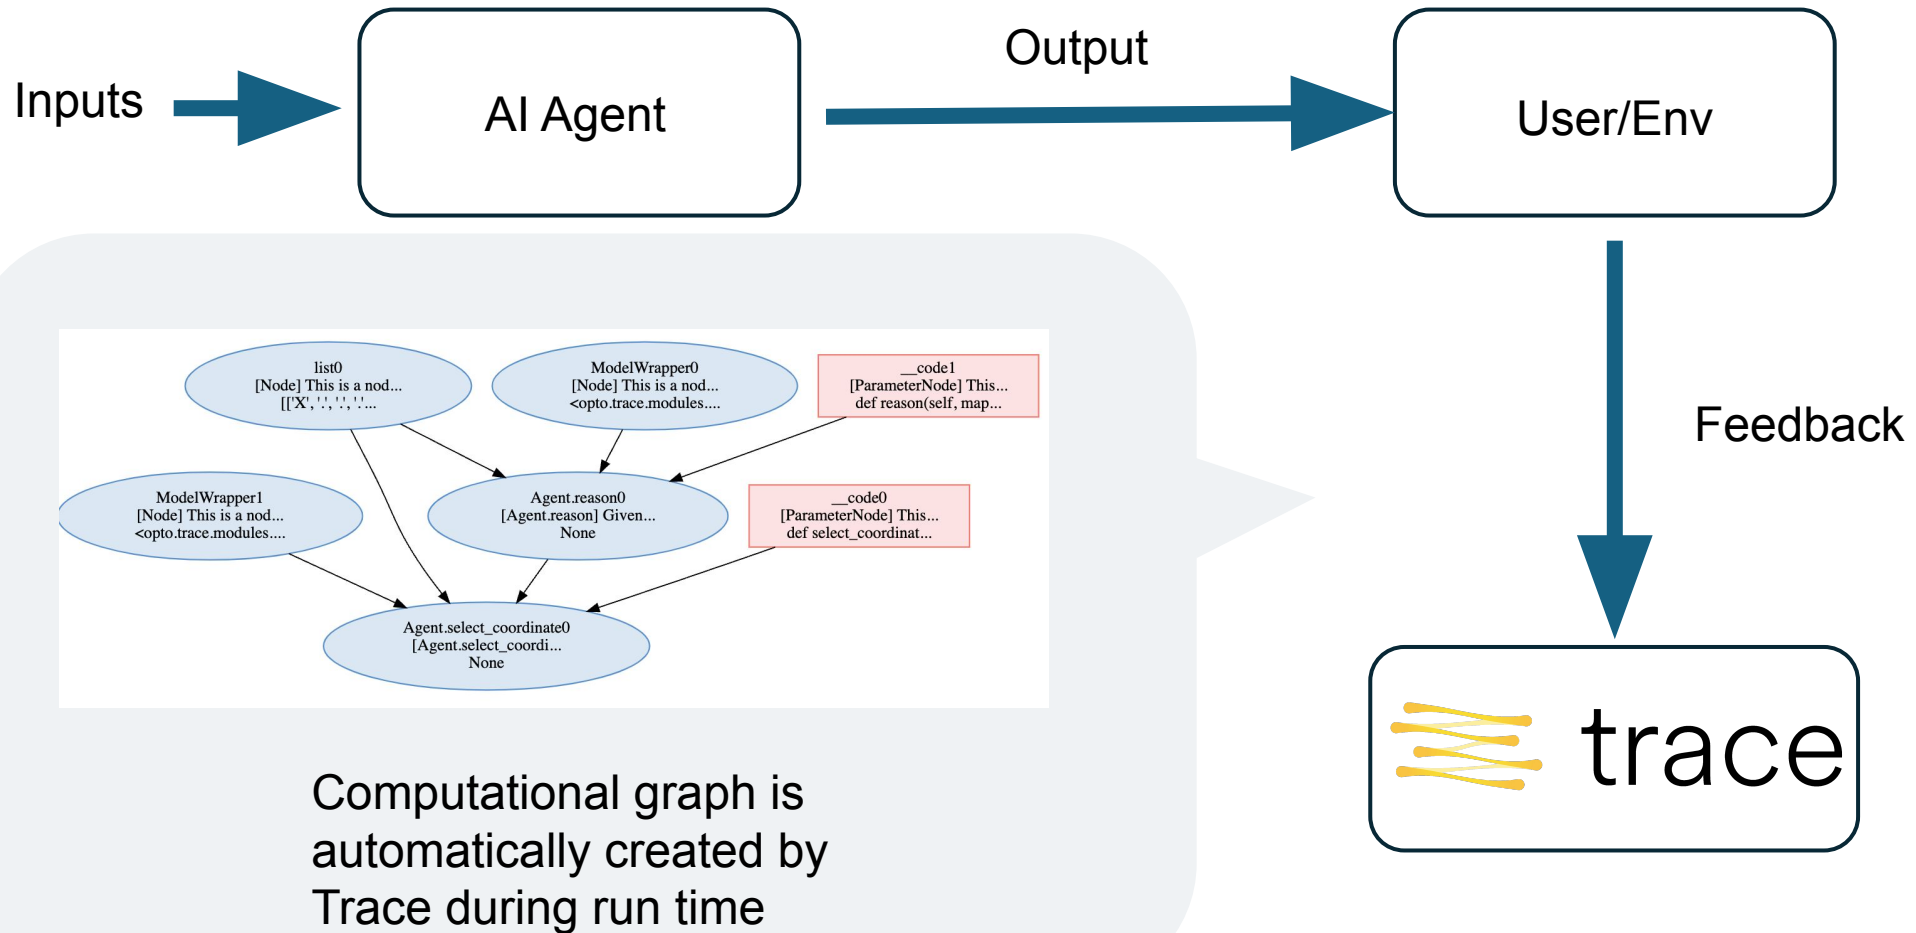 Inputs
AI Agent
Output
User/Env
Feedback
list0
[Node] This is a nod...
[['X', '.', '.', '.'...
ModelWrapper0
[Node] This is a nod...
<opto.trace.modules....
__code1
[ParameterNode] This...
def reason(self, map...
ModelWrapper1
[Node] This is a nod...
<opto.trace.modules....
Agent.reason0
[Agent.reason] Given...
None
__code0
[ParameterNode] This...
def select_coordinat...
Agent.select_coordinate0
[Agent.select_coordi...
None
trace
Computational graph is
automatically created by
Trace during run time